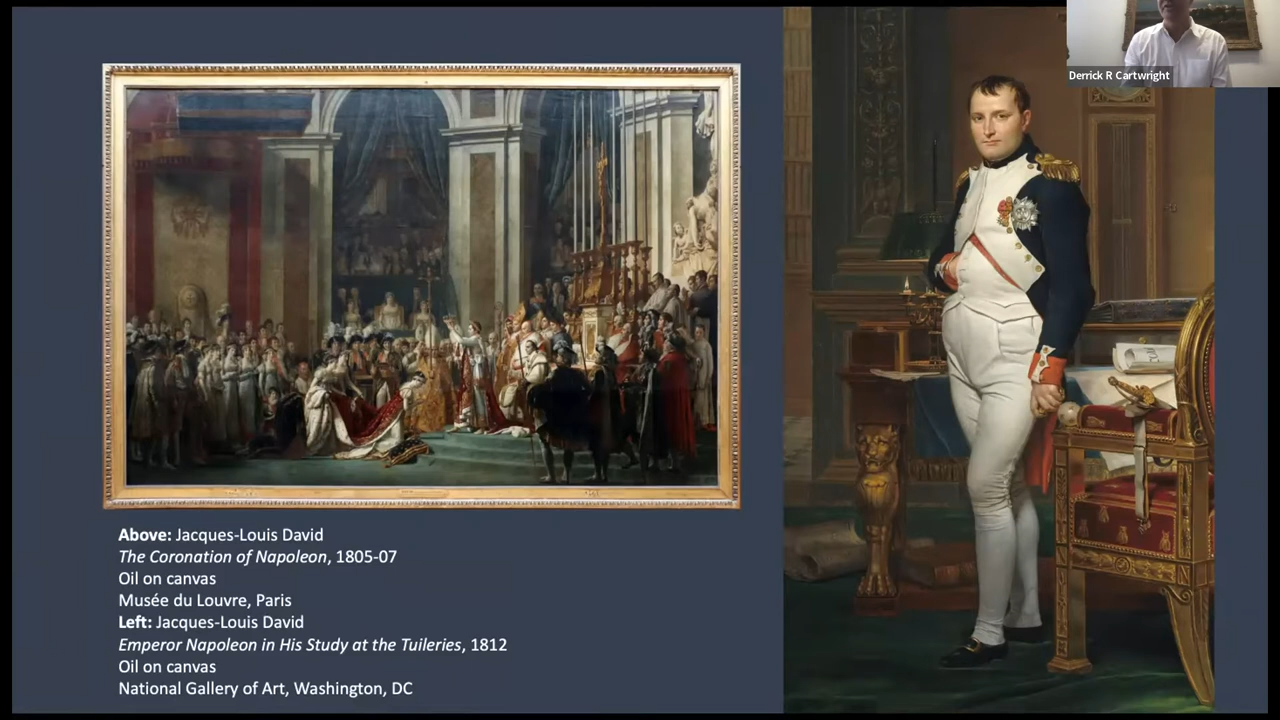 Derrick R Cartwright
Above: Jacques-Louis David
The Coronation of Napoleon, 1805-07
Oil on canvas
Musée du Louvre, Paris
Left: Jacques-Louis David
Emperor Napoleon in His Study at the Tuileries, 1812
Oil on canvas
National Gallery of Art, Washington, DC